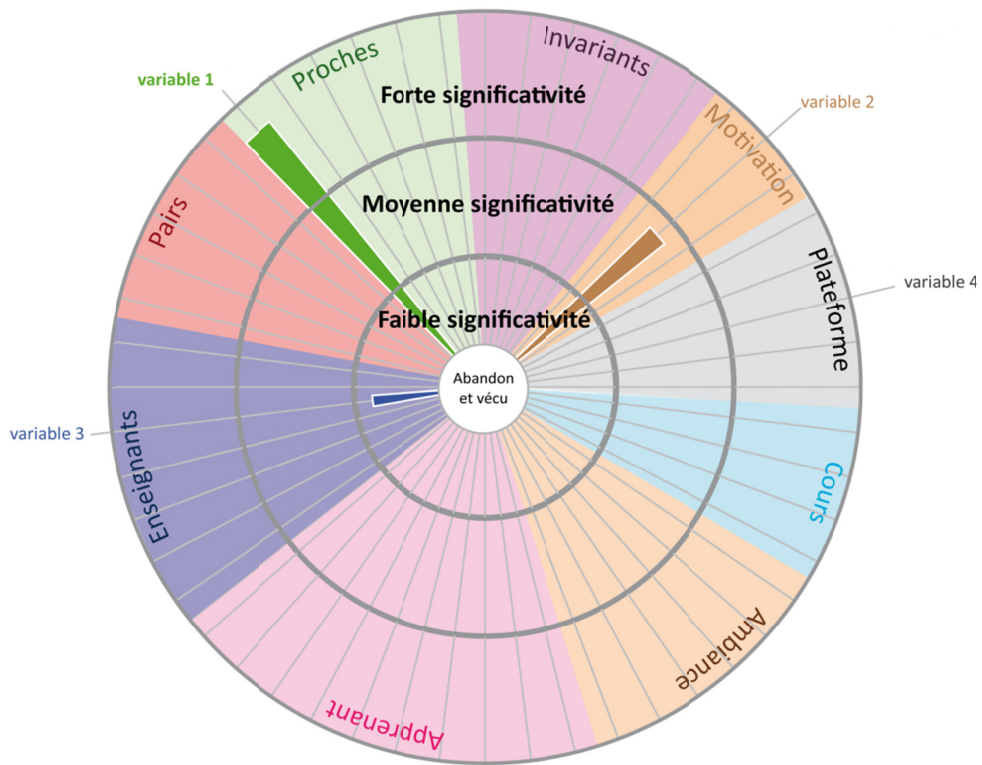 Invariants
Proches
variable 1
Forte significativité
variable 2
Motivation
Moyenne significativité
Pairs
Plateforme
variable 4
Faible significativité
Abandon
et vécu
variable 3
Enseignants
Cours
Ambiance
Apprenant